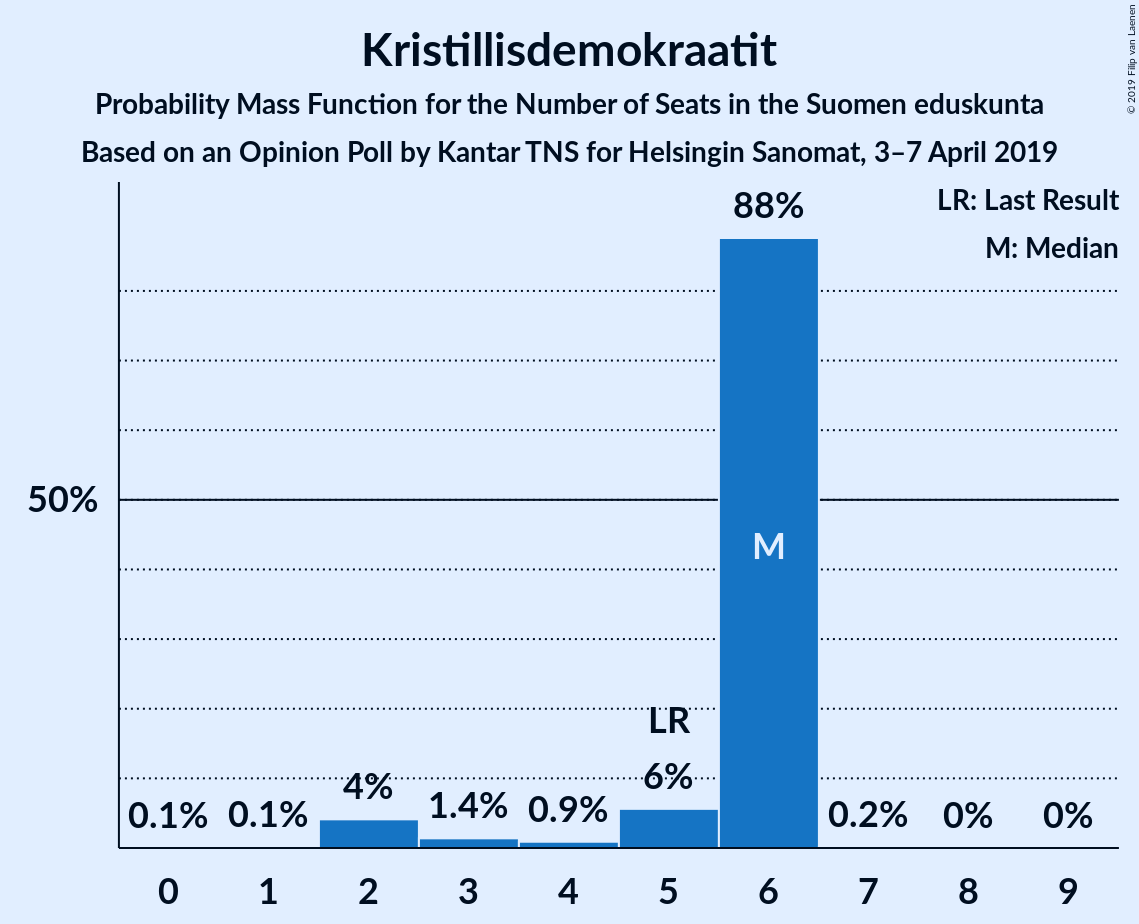 Kristillisdemokraatit
Probability Mass Function for the Number of Seats in the Suomen eduskunta
Based on an Opinion Poll by Kantar TNS for Helsingin Sanomat, 3–7 April 2019
© 2019 Filip van Laenen
LR: Last Result
M: Median
88%
50%
M
LR
6%
4%
1.4%
0.9%
0.1%
0.1%
0.2%
0%
0%
0 1 2 3 4 5 6 7 8 9